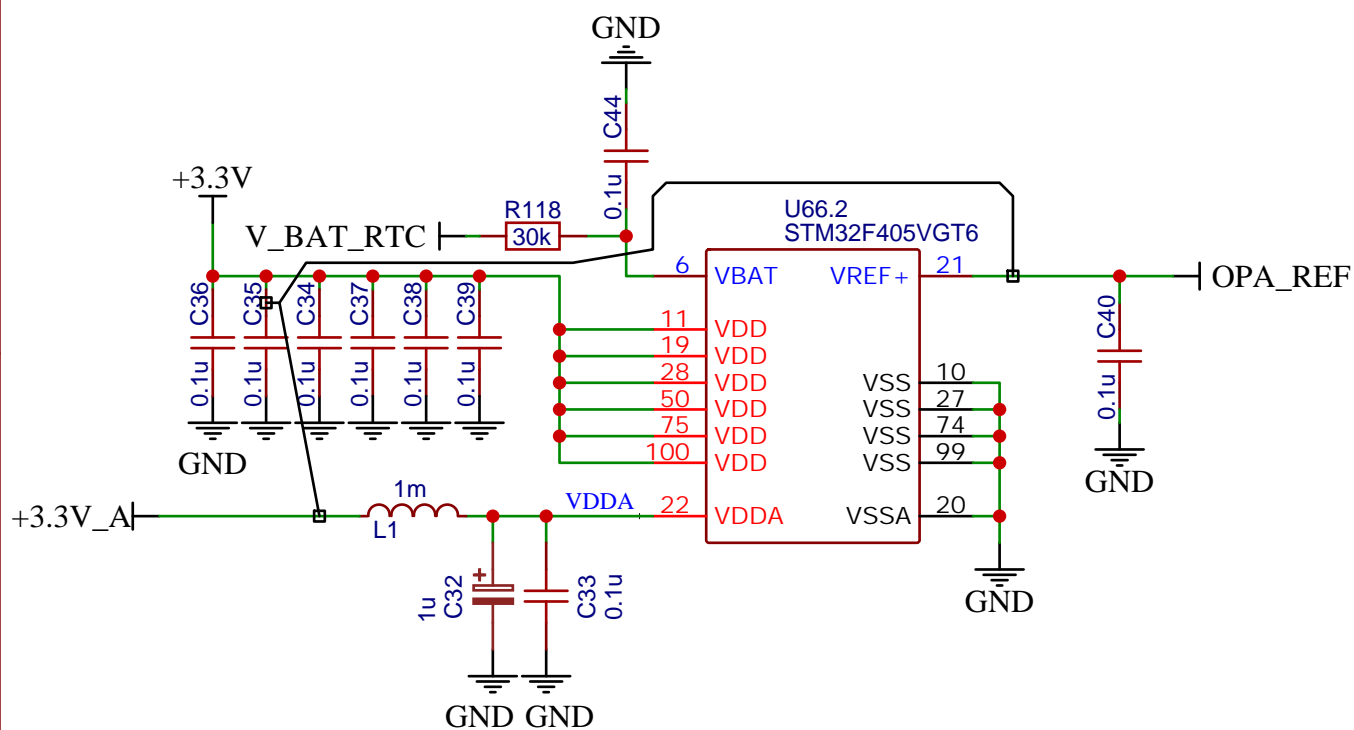 GND
C44
0.1u
+3.3V
R118
30k
V_BAT_RTC
U66.2
STM32F405VGT6
6 VBAT
VREF+ 21
OPA_REF
C36
C35
C34
C37
C38
C39
C40
0.1u
0.1u
0.1u
0.1u
0.1u
0.1u
0.1u
11 VDD
19 VDD
28 VDD
50 VDD
75 VDD
100 VDD
VSS 10
VSS 27
VSS 74
VSS 99
GND
GND
+3.3V_A
1m
L1
VDDA
22 VDDA
VSSA 20
GND
1u
C32
C33
0.1u
GND
GND